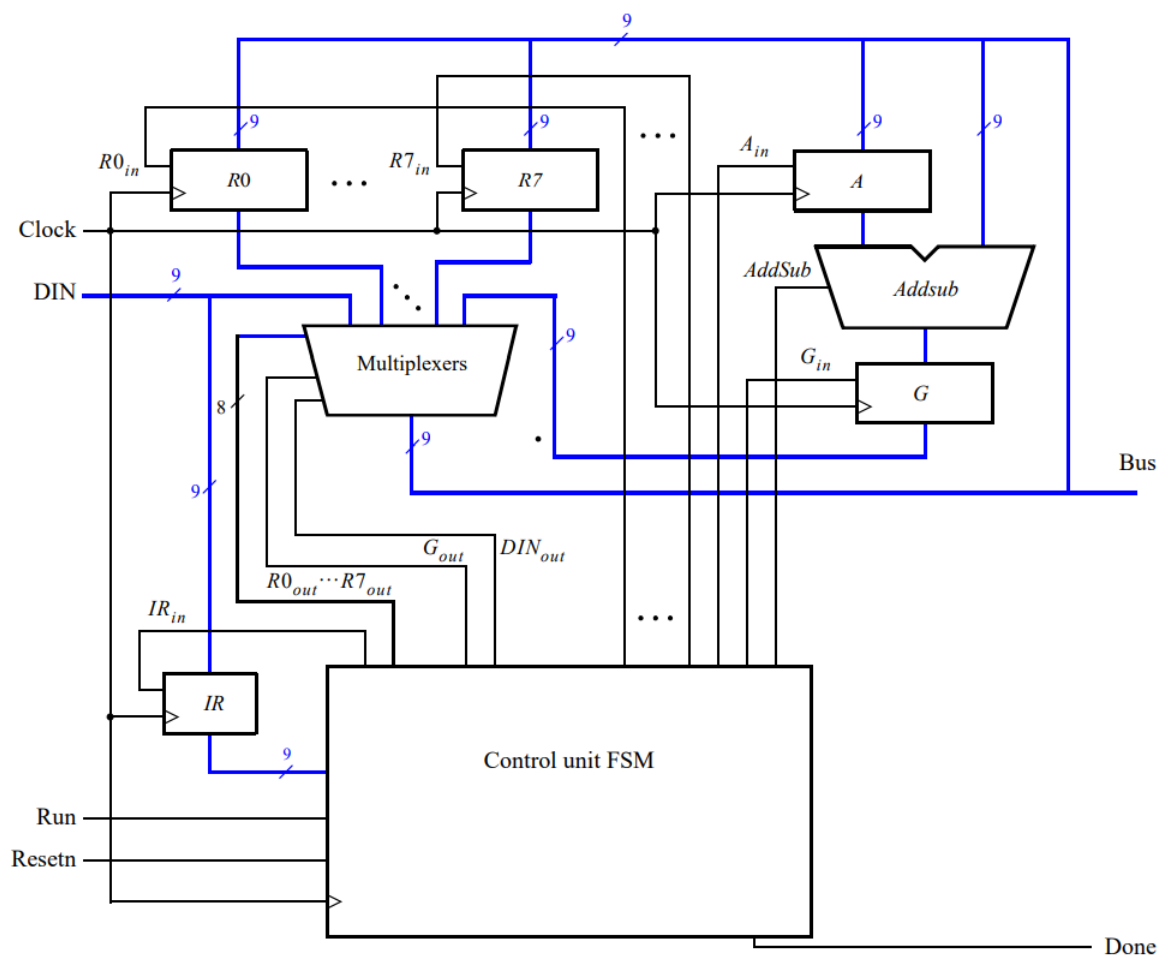 9
9
9
9
9
R0in
R0
R7in
R7
Ain
A
Clock
DIN
9
AddSub
Addsub
Multiplexers
9
Gin
G
8
9
Bus
9
Gout
DINout
R0out···R7out
IRin
IR
9
Control unit FSM
Run
Resetn
Done